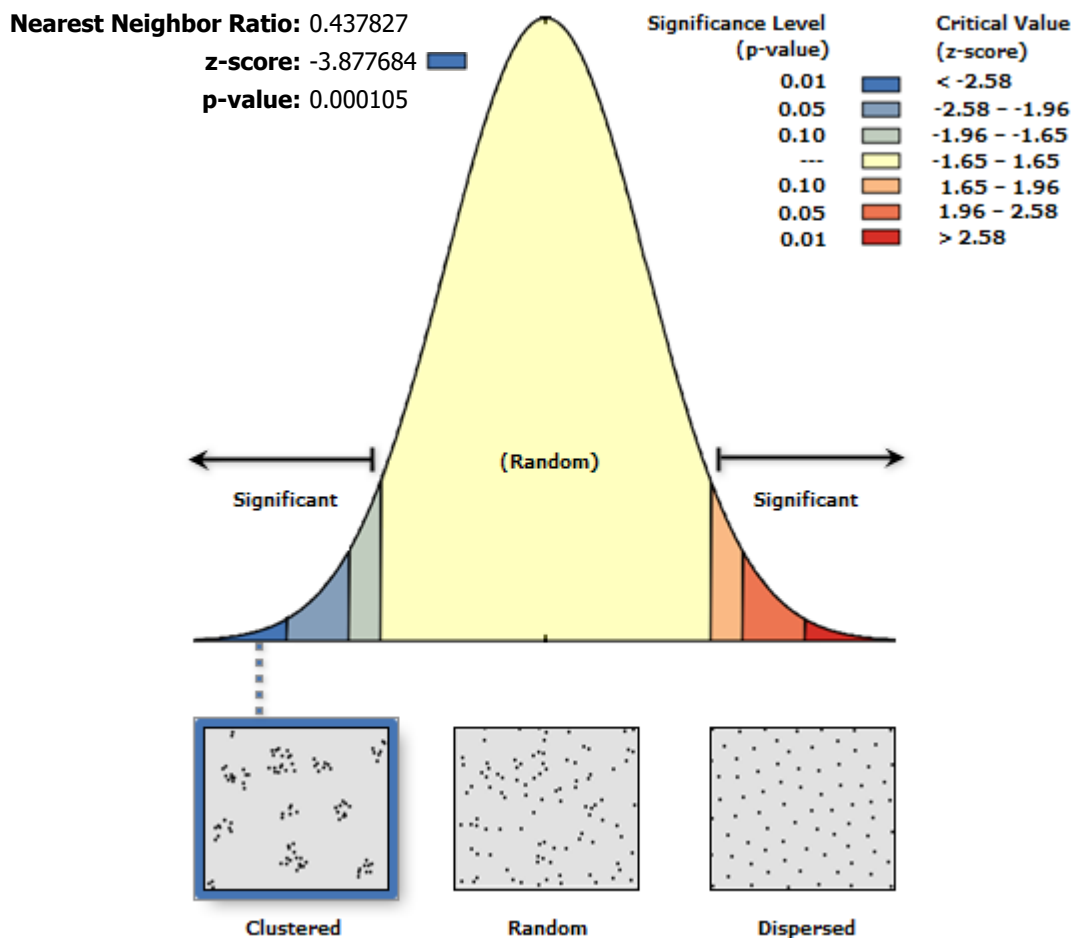 Nearest Neighbor Ratio: 0.437827
z-score: -3.877684
p-value: 0.000105
Significance Level Critical Value
(p-value) (z-score)
0.01 < -2.58
0.05 -2.58 – -1.96
0.10 -1.96 – -1.65
--- -1.65 – 1.65
0.10 1.65 – 1.96
0.05 1.96 – 2.58
0.01 > 2.58
(Random)
Significant Significant
Clustered Random Dispersed